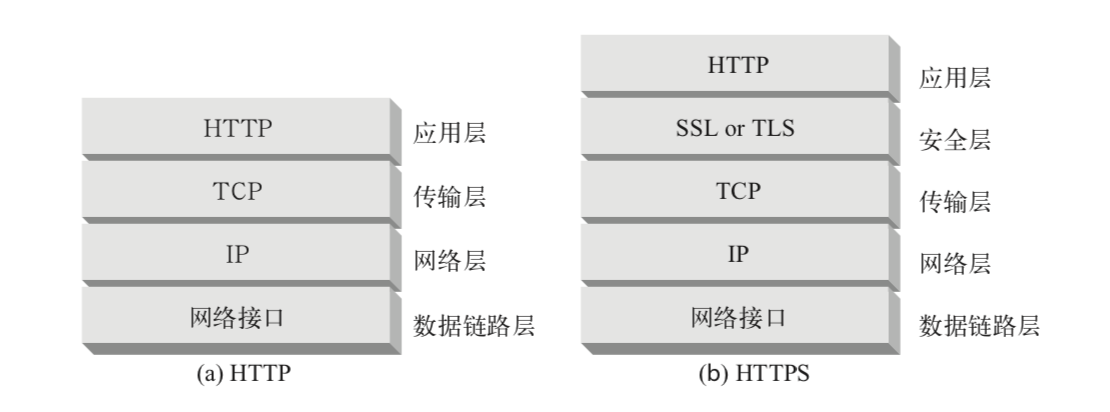 HTTP 应用层
TCP 传输层
IP 网络层
网络接口 数据链路层
(a) HTTP
HTTP 应用层
SSL or TLS 安全层
TCP 传输层
IP 网络层
网络接口 数据链路层
(b) HTTPS